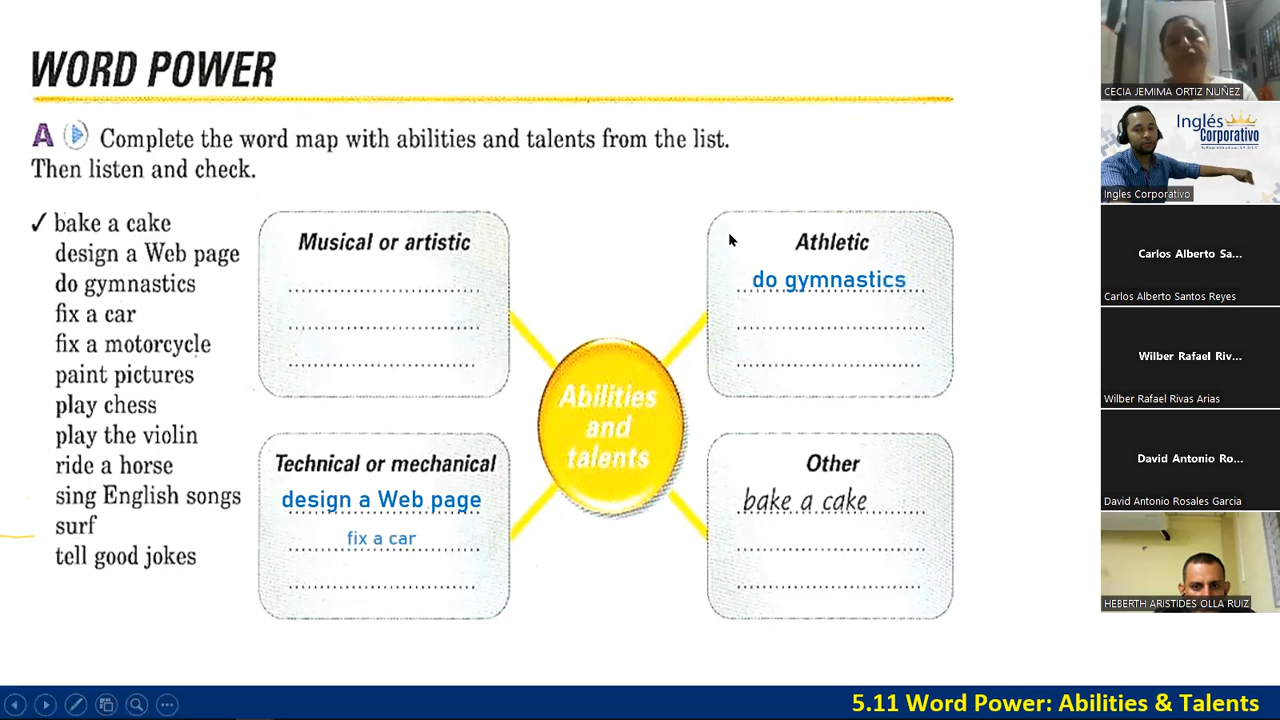 WORD POWER
A Complete the word map with abilities and talents from the list.
Then listen and check.
✓ bake a cake
design a Web page
do gymnastics
fix a car
fix a motorcycle
paint pictures
play chess
play the violin
ride a horse
sing English songs
surf
tell good jokes
Musical or artistic
Athletic
do gymnastics
Abilities
and
talents
Technical or mechanical
design a Web page
fix a car
Other
bake a cake
5.11 Word Power: Abilities & Talents
CECIA JEMIMA ORTIZ NUÑEZ
Inglés
Corporativo
Ingles Corporativo
Carlos Alberto Sa...
Carlos Alberto Santos Reyes
Wilber Rafael Riv...
Wilber Rafael Rivas Arias
David Antonio Ro...
David Antonio Rosales Garcia
HEBERTH ARISTIDES OLLA RUIZ